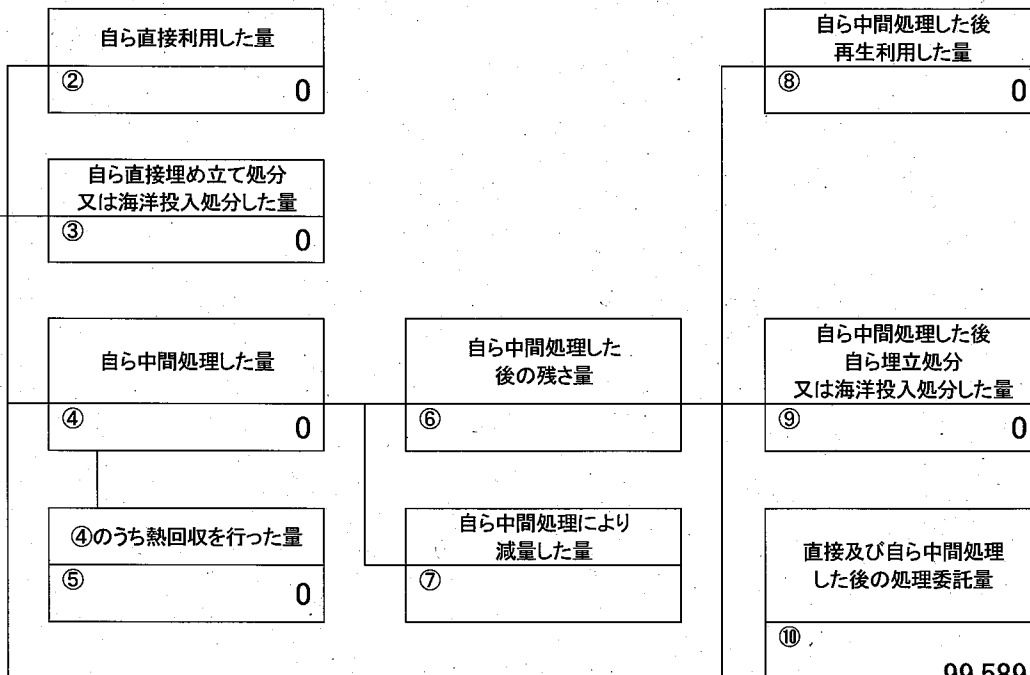 自ら直接利用した量
② 0
自ら直接埋め立て処分
又は海洋投入処分した量
③ 0
自ら中間処理した量
④ 0
④のうち熱回収を行った量
⑤ 0
自ら中間処理した
後の残さ量
⑥
自ら中間処理により
減量した量
⑦
自ら中間処理した後
再生利用した量
⑧ 0
自ら中間処理した後
自ら埋立処分
又は海洋投入処分した量
⑨ 0
直接及び自ら中間処理
した後の処理委託量
⑩
99,589